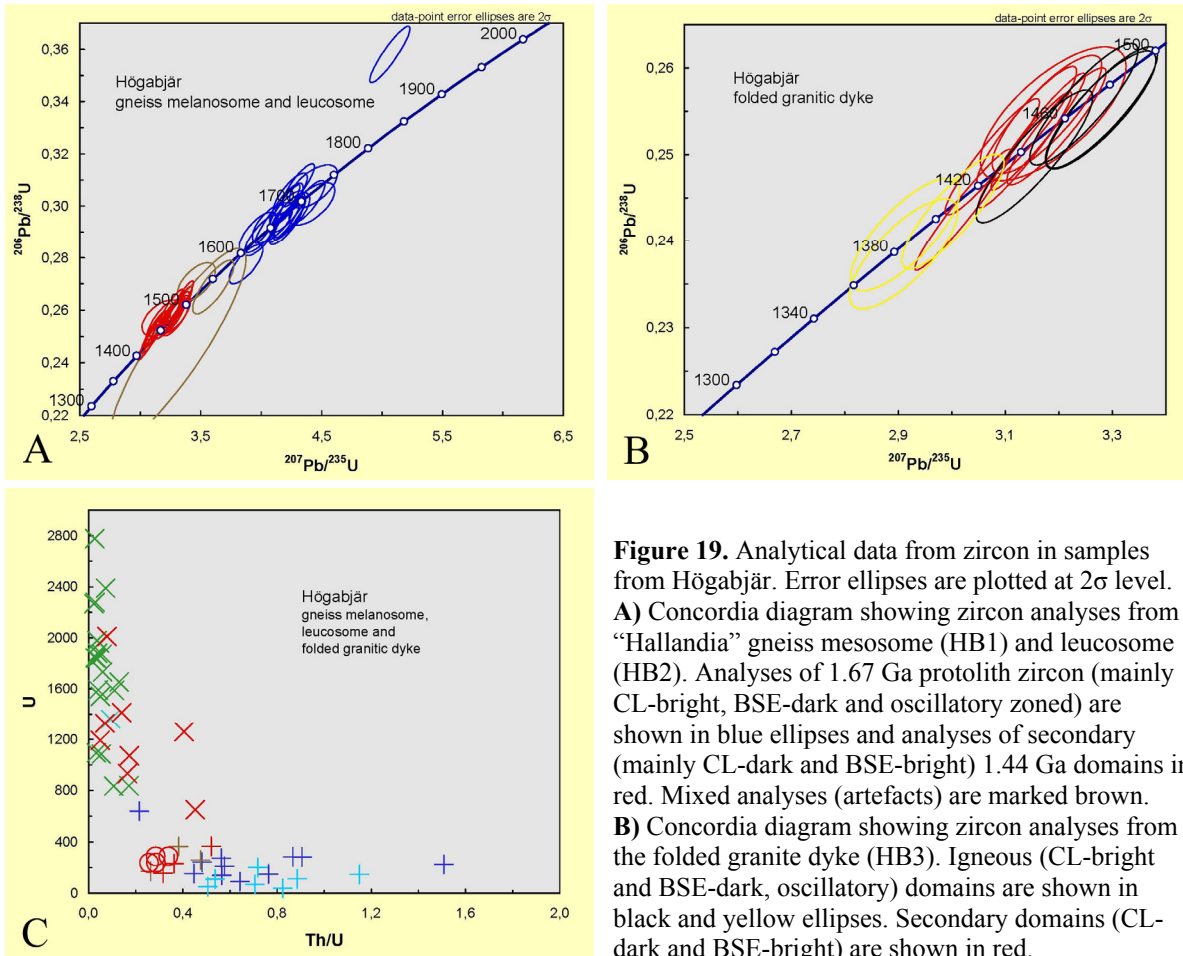 data-point error ellipses are 2σ
Högabjär
gneiss melanosome and leucosome
0,36
0,34
0,32
0,30
0,28
0,26
0,24
0,22
2000
1900
1800
1700
1600
1500
1400
1300
2,5
3,5
4,5
5,5
6,5
²⁰⁶Pb/²³⁸U
²⁰⁷Pb/²³⁵U
A
data-point error ellipses are 2σ
Högabjär
folded granitic dyke
0,26
0,25
0,24
0,23
0,22
1500
1460
1420
1380
1340
1300
2,5
2,7
2,9
3,1
3,3
²⁰⁶Pb/²³⁸U
²⁰⁷Pb/²³⁵U
B
Högabjär
gneiss melanosome,
leucosome and
folded granitic dyke
2800
2400
2000
1600
1200
800
400
0
0,0
0,4
0,8
1,2
1,6
2,0
U
Th/U
C
Figure 19. Analytical data from zircon in samples
from Högabjär. Error ellipses are plotted at 2σ level.
A) Concordia diagram showing zircon analyses from
“Hallandia” gneiss mesosome (HB1) and leucosome
(HB2). Analyses of 1.67 Ga protolith zircon (mainly
CL-bright, BSE-dark and oscillatory zoned) are
shown in blue ellipses and analyses of secondary
(mainly CL-dark and BSE-bright) 1.44 Ga domains in
red. Mixed analyses (artefacts) are marked brown.
B) Concordia diagram showing zircon analyses from
the folded granite dyke (HB3). Igneous (CL-bright
and BSE-dark, oscillatory) domains are shown in
black and yellow ellipses. Secondary domains (CL-
dark and BSE-bright) are shown in red.